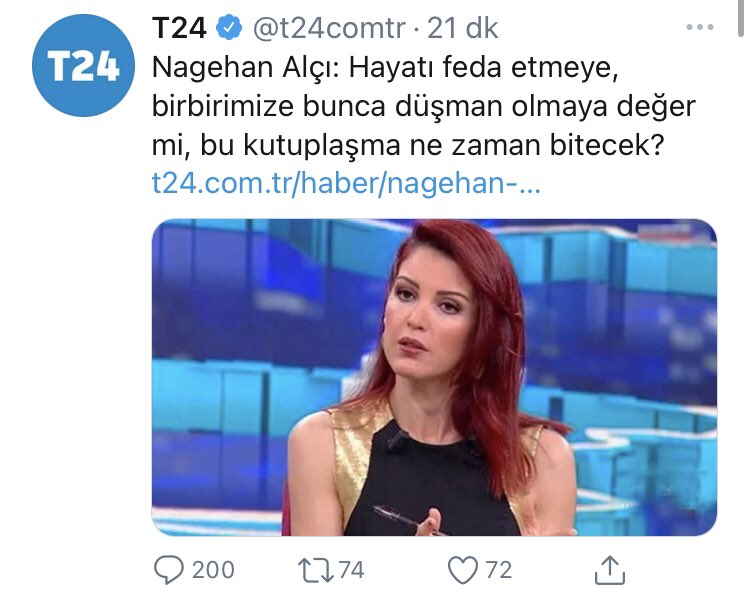 T24
T24 @t24comtr · 21 dk
Nagehan Alçı: Hayatı feda etmeye,
birbirimize bunca düşman olmaya değer
mi, bu kutuplaşma ne zaman bitecek?
t24.com.tr/haber/nagehan-...
200 74 72